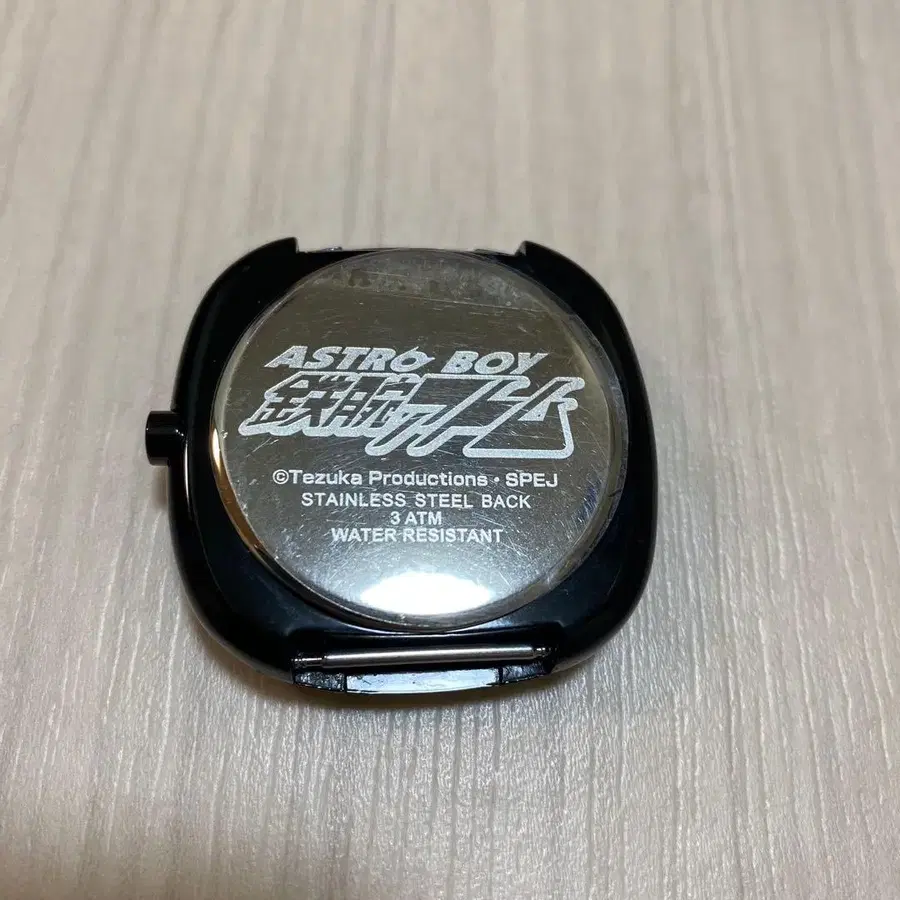 ASTRO BOY
鉄腕アトム
©Tezuka Productions・SPEJ
STAINLESS STEEL BACK
3 ATM
WATER RESISTANT